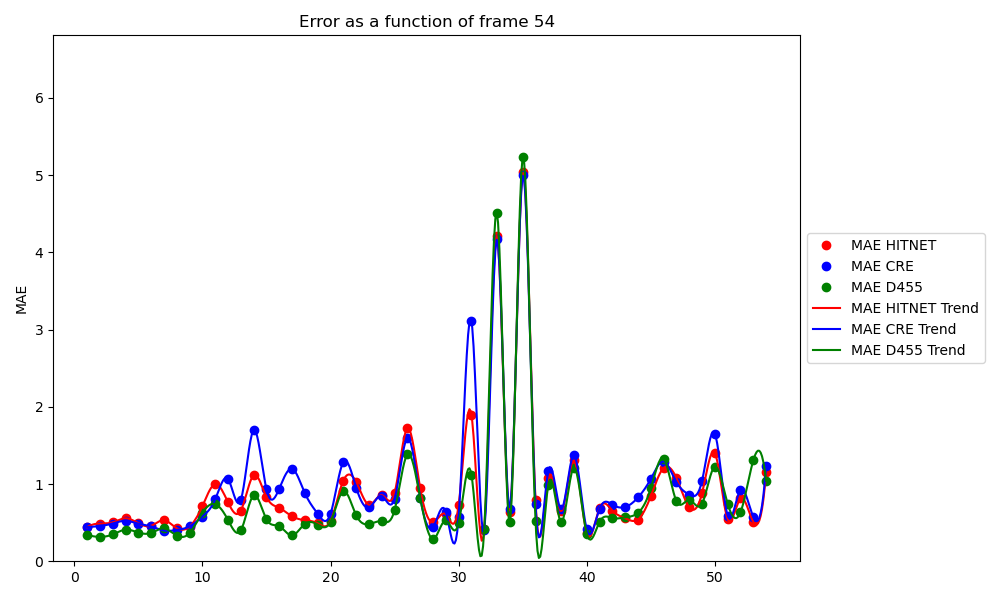 Error as a function of frame 54
MAE
6
5
4
3
2
1
0
0 10 20 30 40 50
MAE HITNET
MAE CRE
MAE D455
MAE HITNET Trend
MAE CRE Trend
MAE D455 Trend